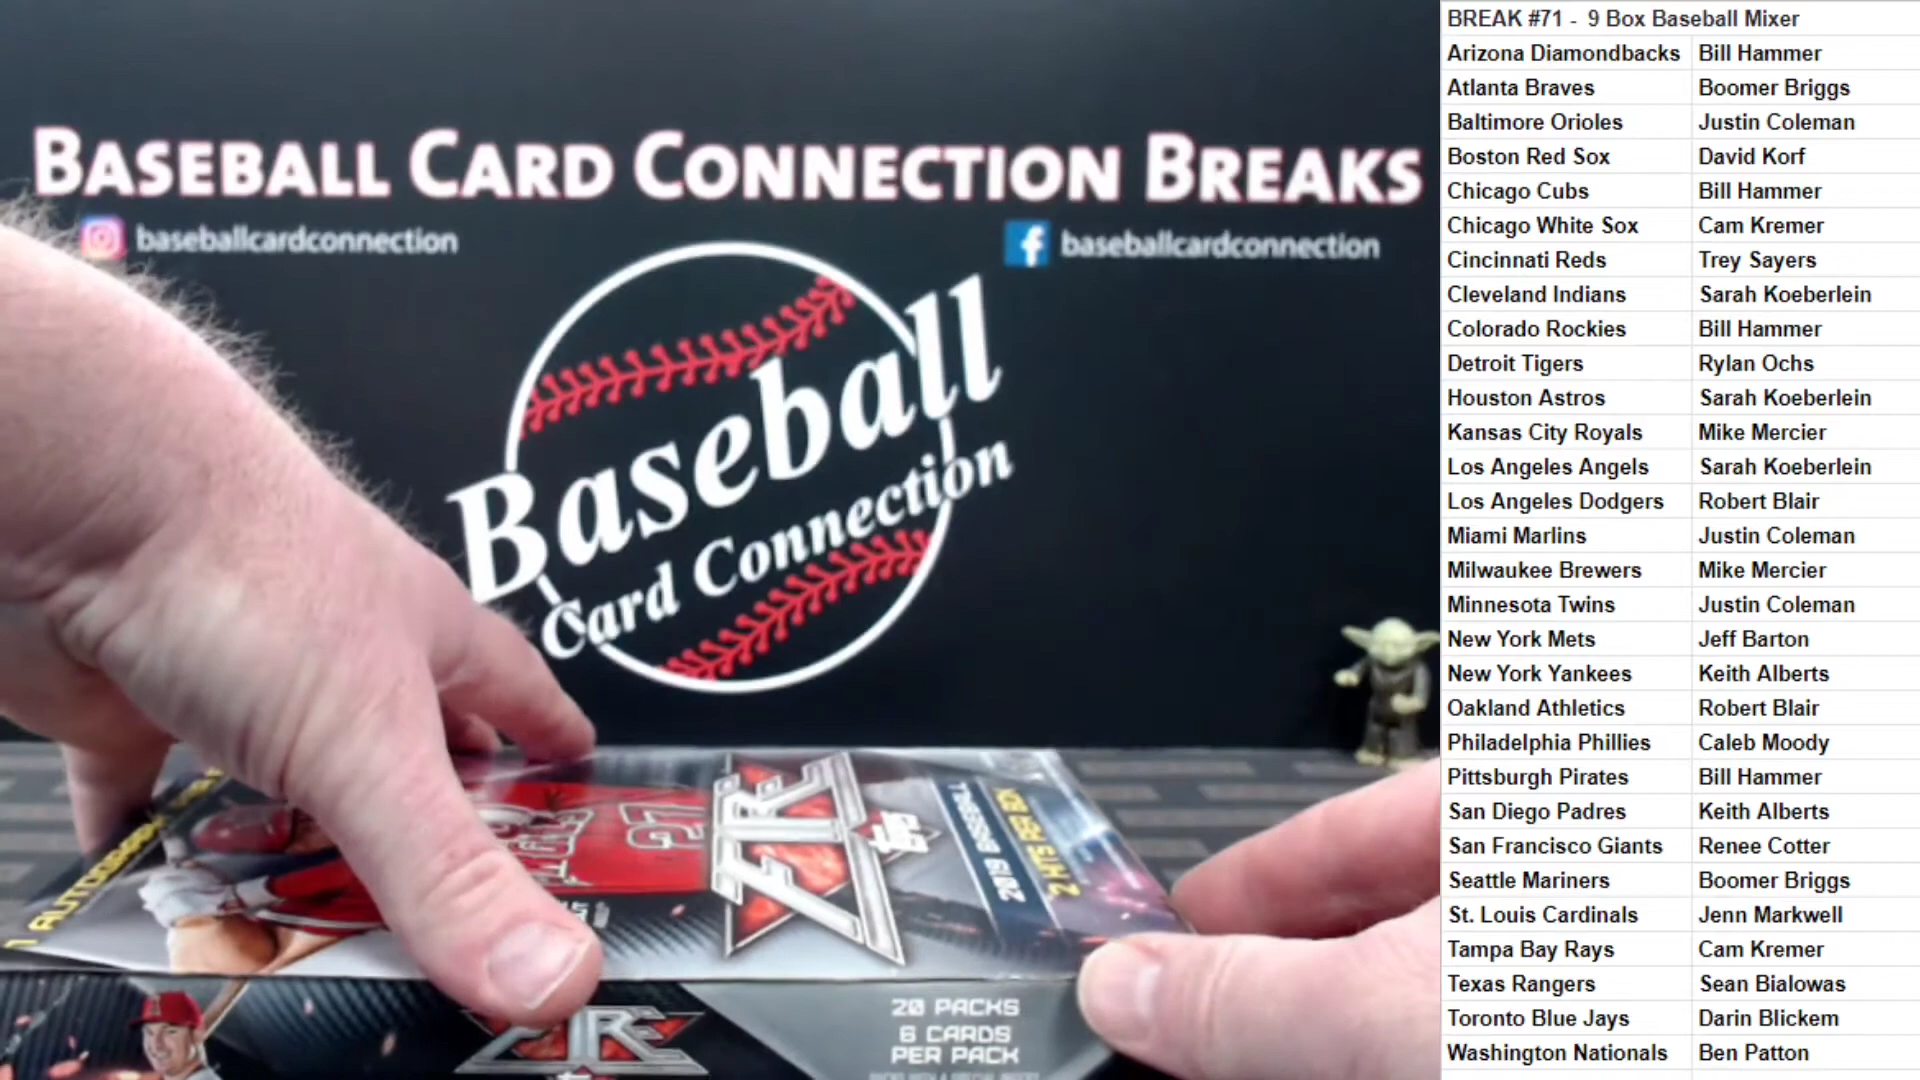 BASEBALL CARD CONNECTION BREAKS
baseballcardconnection
baseballcardconnection
Baseball
Card Connection
FIRE
27
2 HITS PER BOX
2019 BASEBALL
1 AUTOGRAPH
FIRE
20 PACKS
6 CARDS
PER PACK
BREAK #71 - 9 Box Baseball Mixer
Arizona Diamondbacks Bill Hammer
Atlanta Braves Boomer Briggs
Baltimore Orioles Justin Coleman
Boston Red Sox David Korf
Chicago Cubs Bill Hammer
Chicago White Sox Cam Kremer
Cincinnati Reds Trey Sayers
Cleveland Indians Sarah Koeberlein
Colorado Rockies Bill Hammer
Detroit Tigers Rylan Ochs
Houston Astros Sarah Koeberlein
Kansas City Royals Mike Mercier
Los Angeles Angels Sarah Koeberlein
Los Angeles Dodgers Robert Blair
Miami Marlins Justin Coleman
Milwaukee Brewers Mike Mercier
Minnesota Twins Justin Coleman
New York Mets Jeff Barton
New York Yankees Keith Alberts
Oakland Athletics Robert Blair
Philadelphia Phillies Caleb Moody
Pittsburgh Pirates Bill Hammer
San Diego Padres Keith Alberts
San Francisco Giants Renee Cotter
Seattle Mariners Boomer Briggs
St. Louis Cardinals Jenn Markwell
Tampa Bay Rays Cam Kremer
Texas Rangers Sean Bialowas
Toronto Blue Jays Darin Blickem
Washington Nationals Ben Patton